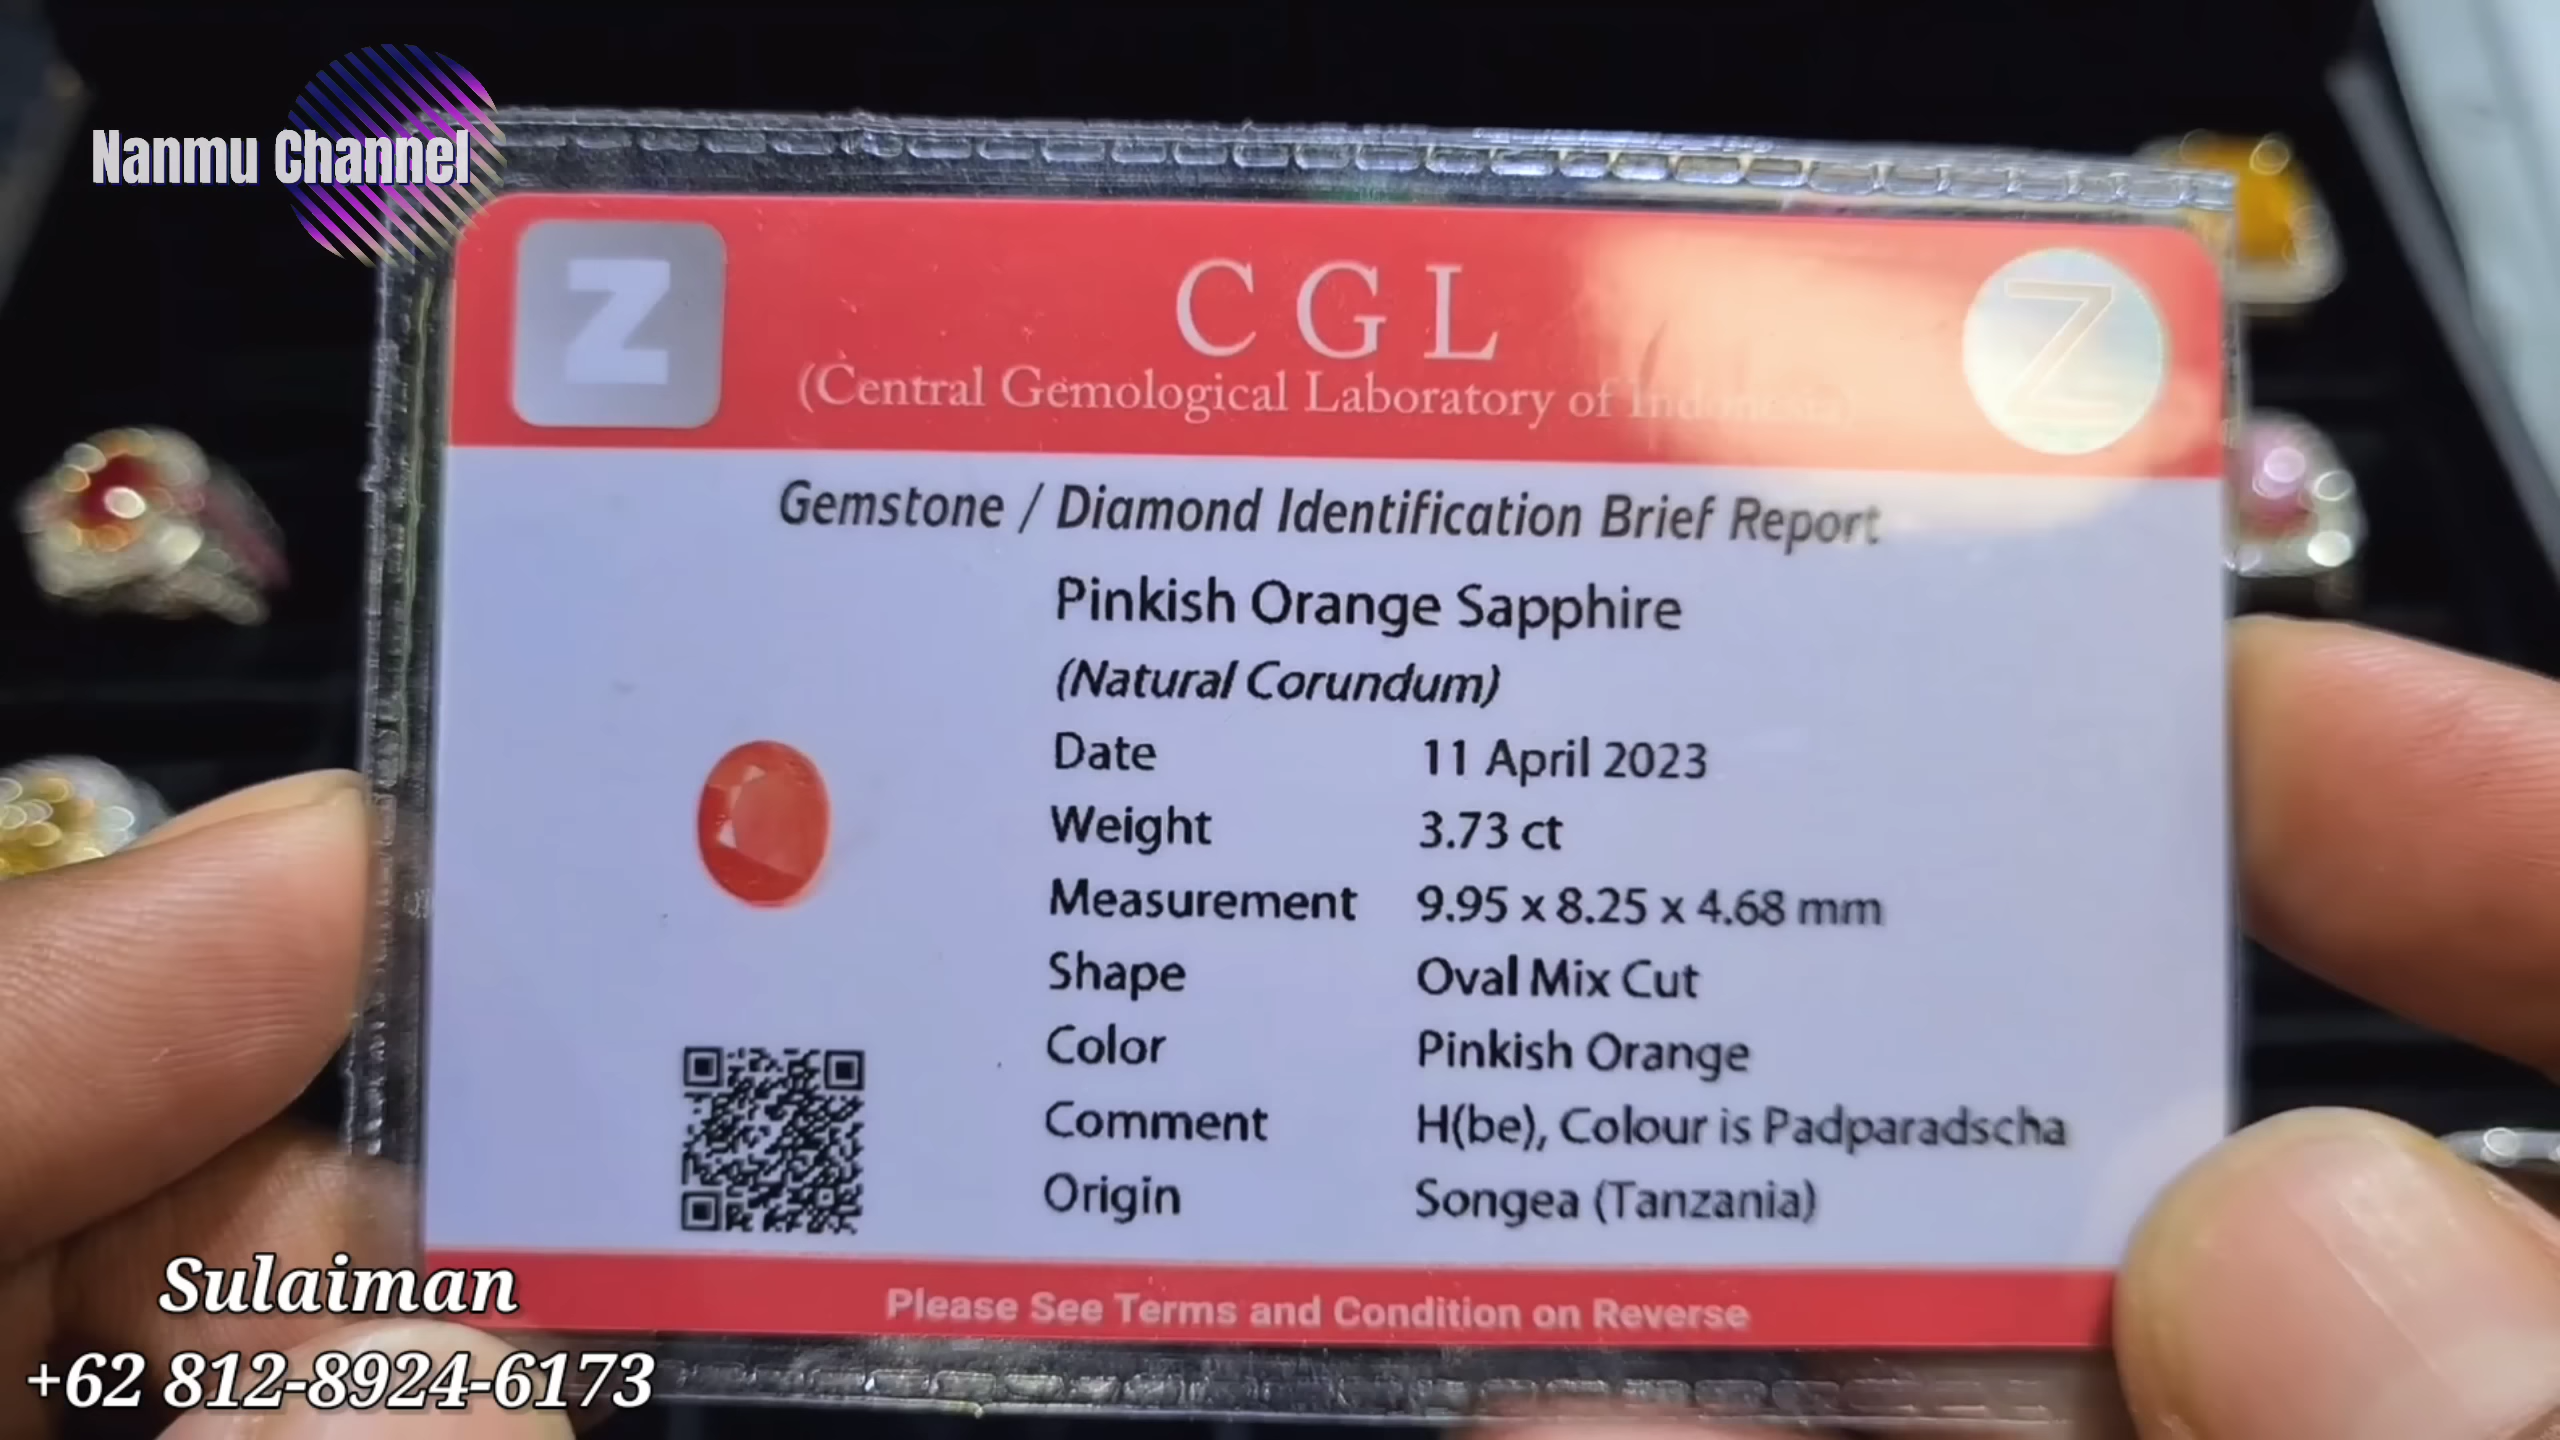 Nanmu Channel
Z
C G L
Z
(Central Gemological Laboratory of Indonesia)
Gemstone / Diamond Identification Brief Report
Pinkish Orange Sapphire
(Natural Corundum)
Date 11 April 2023
Weight 3.73 ct
Measurement 9.95 x 8.25 x 4.68 mm
Shape Oval Mix Cut
Color Pinkish Orange
Comment H(be), Colour is Padparadscha
Origin Songea (Tanzania)
Please See Terms and Condition on Reverse
Sulaiman
+62 812-8924-6173